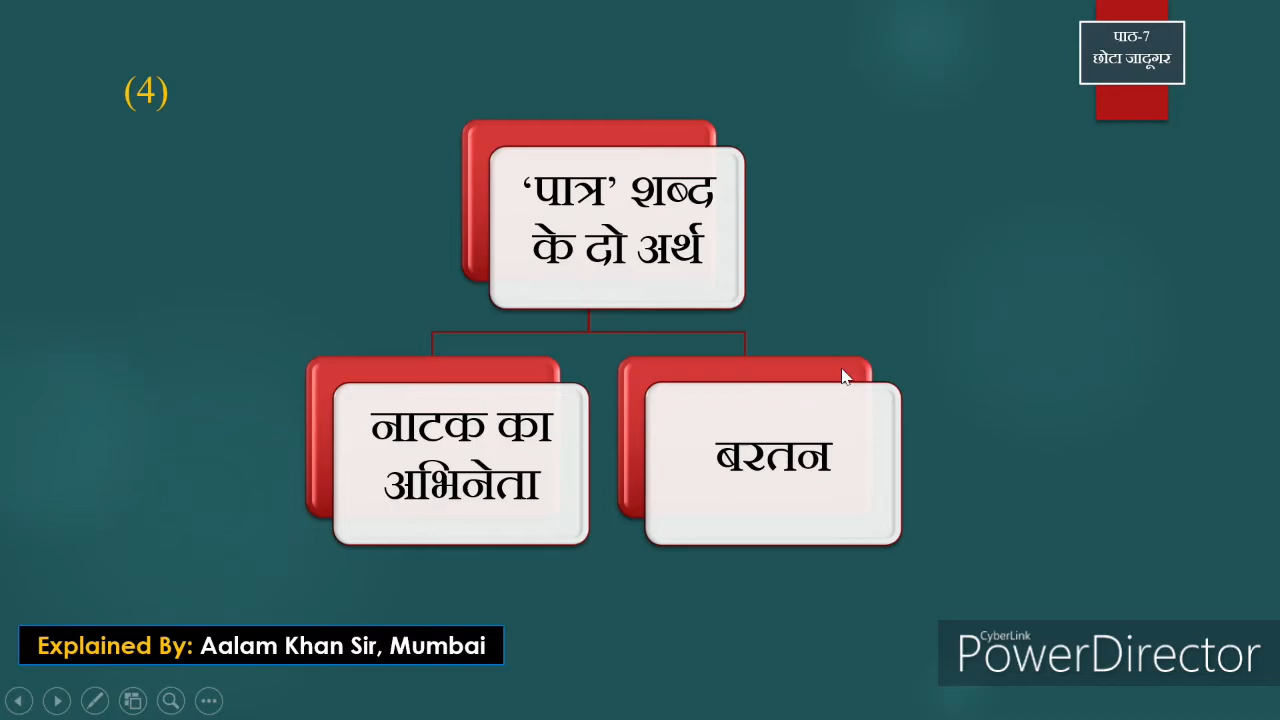 पाठ-7
छोटा जादूगर
(4)
‘पात्र’ शब्द
के दो अर्थ
नाटक का
अभिनेता
बरतन
Explained By: Aalam Khan Sir, Mumbai
CyberLink
PowerDirector